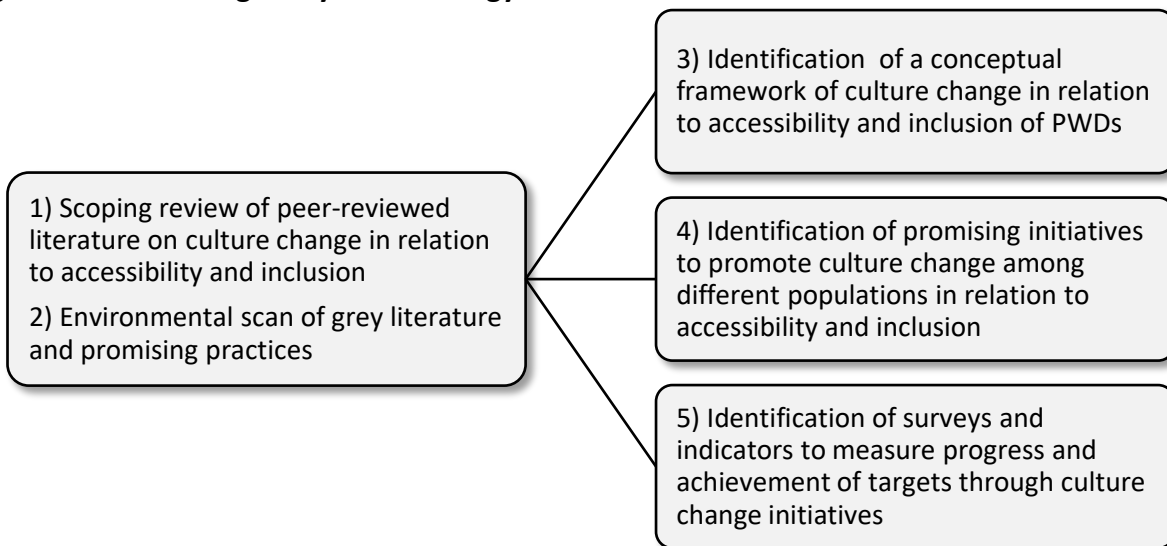 1) Scoping review of peer-reviewed
literature on culture change in relation
to accessibility and inclusion
2) Environmental scan of grey literature
and promising practices
3) Identification of a conceptual
framework of culture change in relation
to accessibility and inclusion of PWDs
4) Identification of promising initiatives
to promote culture change among
different populations in relation to
accessibility and inclusion
5) Identification of surveys and
indicators to measure progress and
achievement of targets through culture
change initiatives